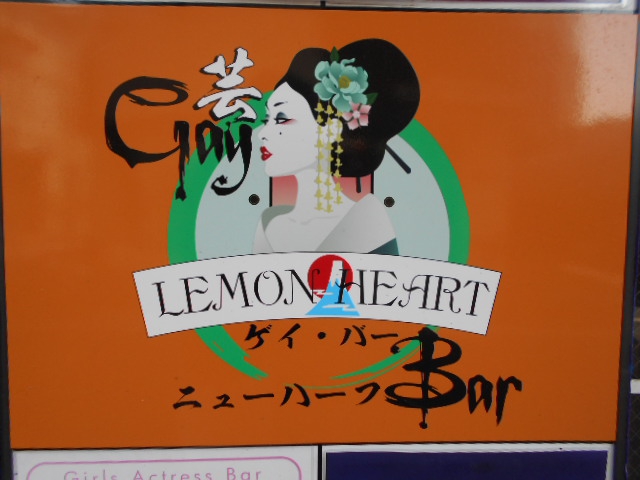 芸
Gay
LEMON HEART
ゲイ・バー
ニューハーフ Bar
Girls Actress Bar